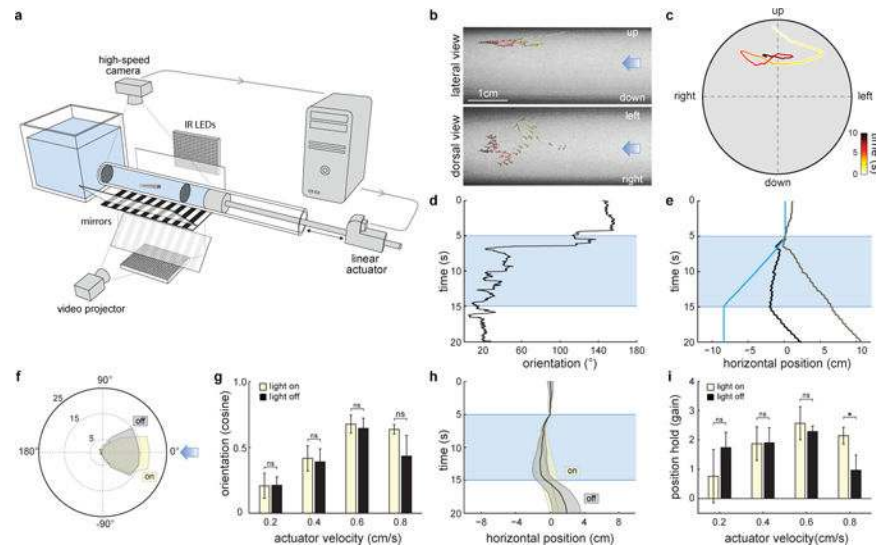 a
high-speed
camera
IR LEDs
mirrors
linear
actuator
video projector
b
lateral view
up
1cm
down
dorsal view
left
right
c
up
right
left
down
time (s)
10
5
0
d
0
5
10
15
20
time (s)
20
60
100
140
180
orientation (°)
e
0
5
10
15
20
time (s)
-10
-5
0
5
10
horizontal position (cm)
f
90°
25
15
5
off
180°
0°
on
-90°
g
light on
light off
1.0
0.5
0.0
orientation (cosine)
ns
ns
ns
ns
0.2
0.4
0.6
0.8
actuator velocity (cm/s)
h
0
5
10
15
20
time (s)
on
off
-8
-4
0
4
8
horizontal position (cm)
i
light on
light off
4
3
2
1
0
position hold (gain)
ns
ns
ns
*
0.2
0.4
0.6
0.8
actuator velocity(cm/s)